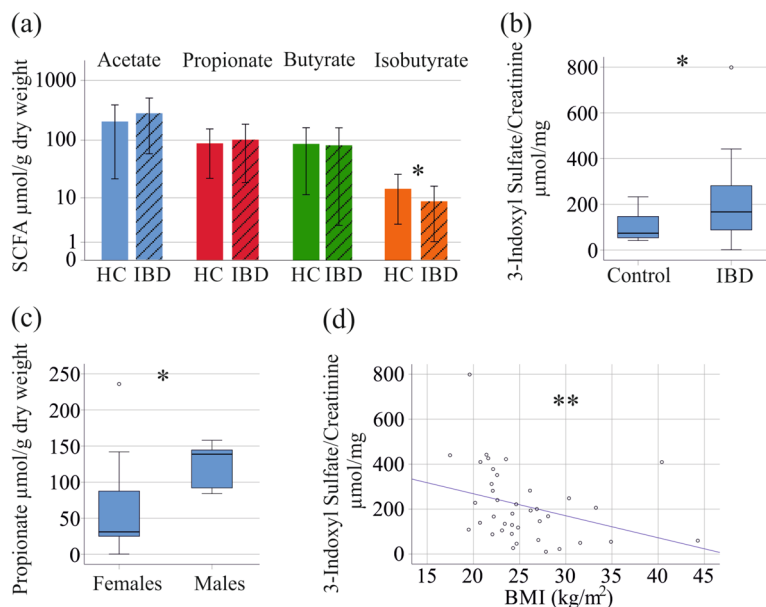 (a)
Acetate Propionate Butyrate Isobutyrate
SCFA µmol/g dry weight
1000
100
10
1
0
*
HC IBD HC IBD HC IBD HC IBD
(b)
3-Indoxyl Sulfate/Creatinine
µmol/mg
800
600
400
200
0
*
Control IBD
(c)
Propionate µmol/g dry weight
250
200
150
100
50
0
*
Females Males
(d)
3-Indoxyl Sulfate/Creatinine
µmol/mg
800
600
400
200
0
**
15 20 25 30 35 40 45
BMI (kg/m²)